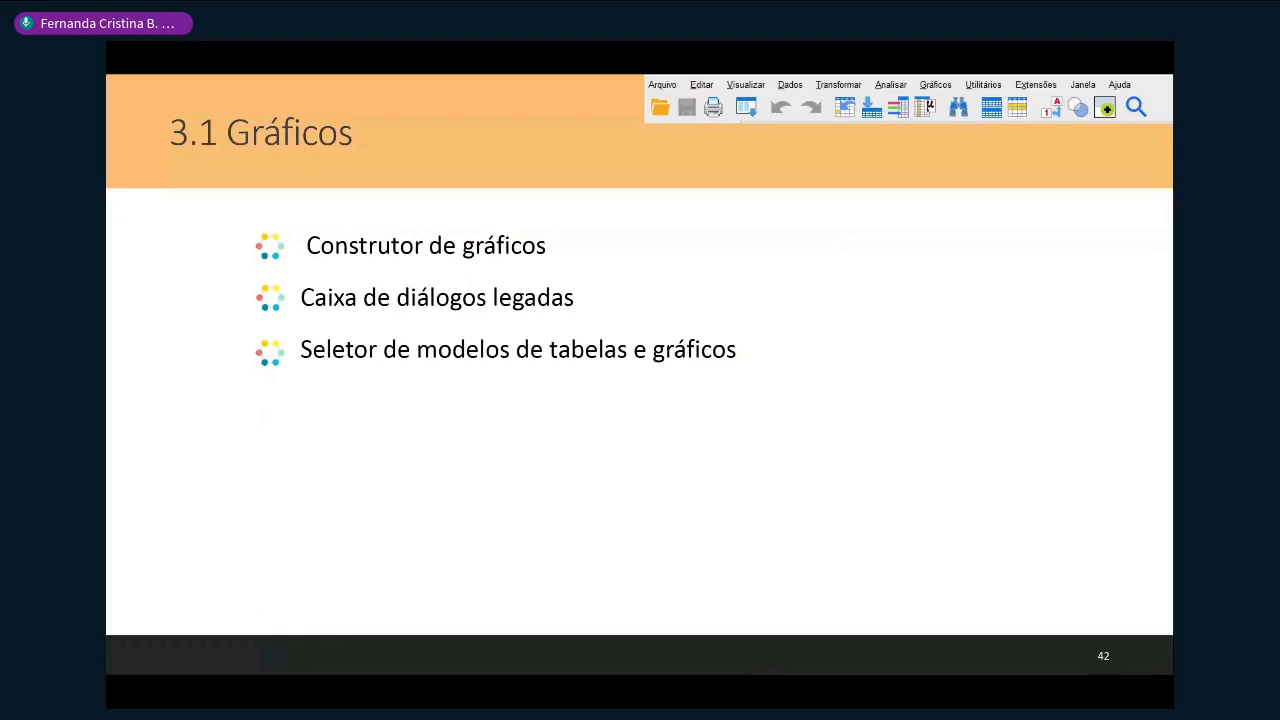 Fernanda Cristina B. ...
Arquivo Editar Visualizar Dados Transformar Analisar Gráficos Utilitários Extensões Janela Ajuda
3.1 Gráficos
Construtor de gráficos
Caixa de diálogos legadas
Seletor de modelos de tabelas e gráficos
42